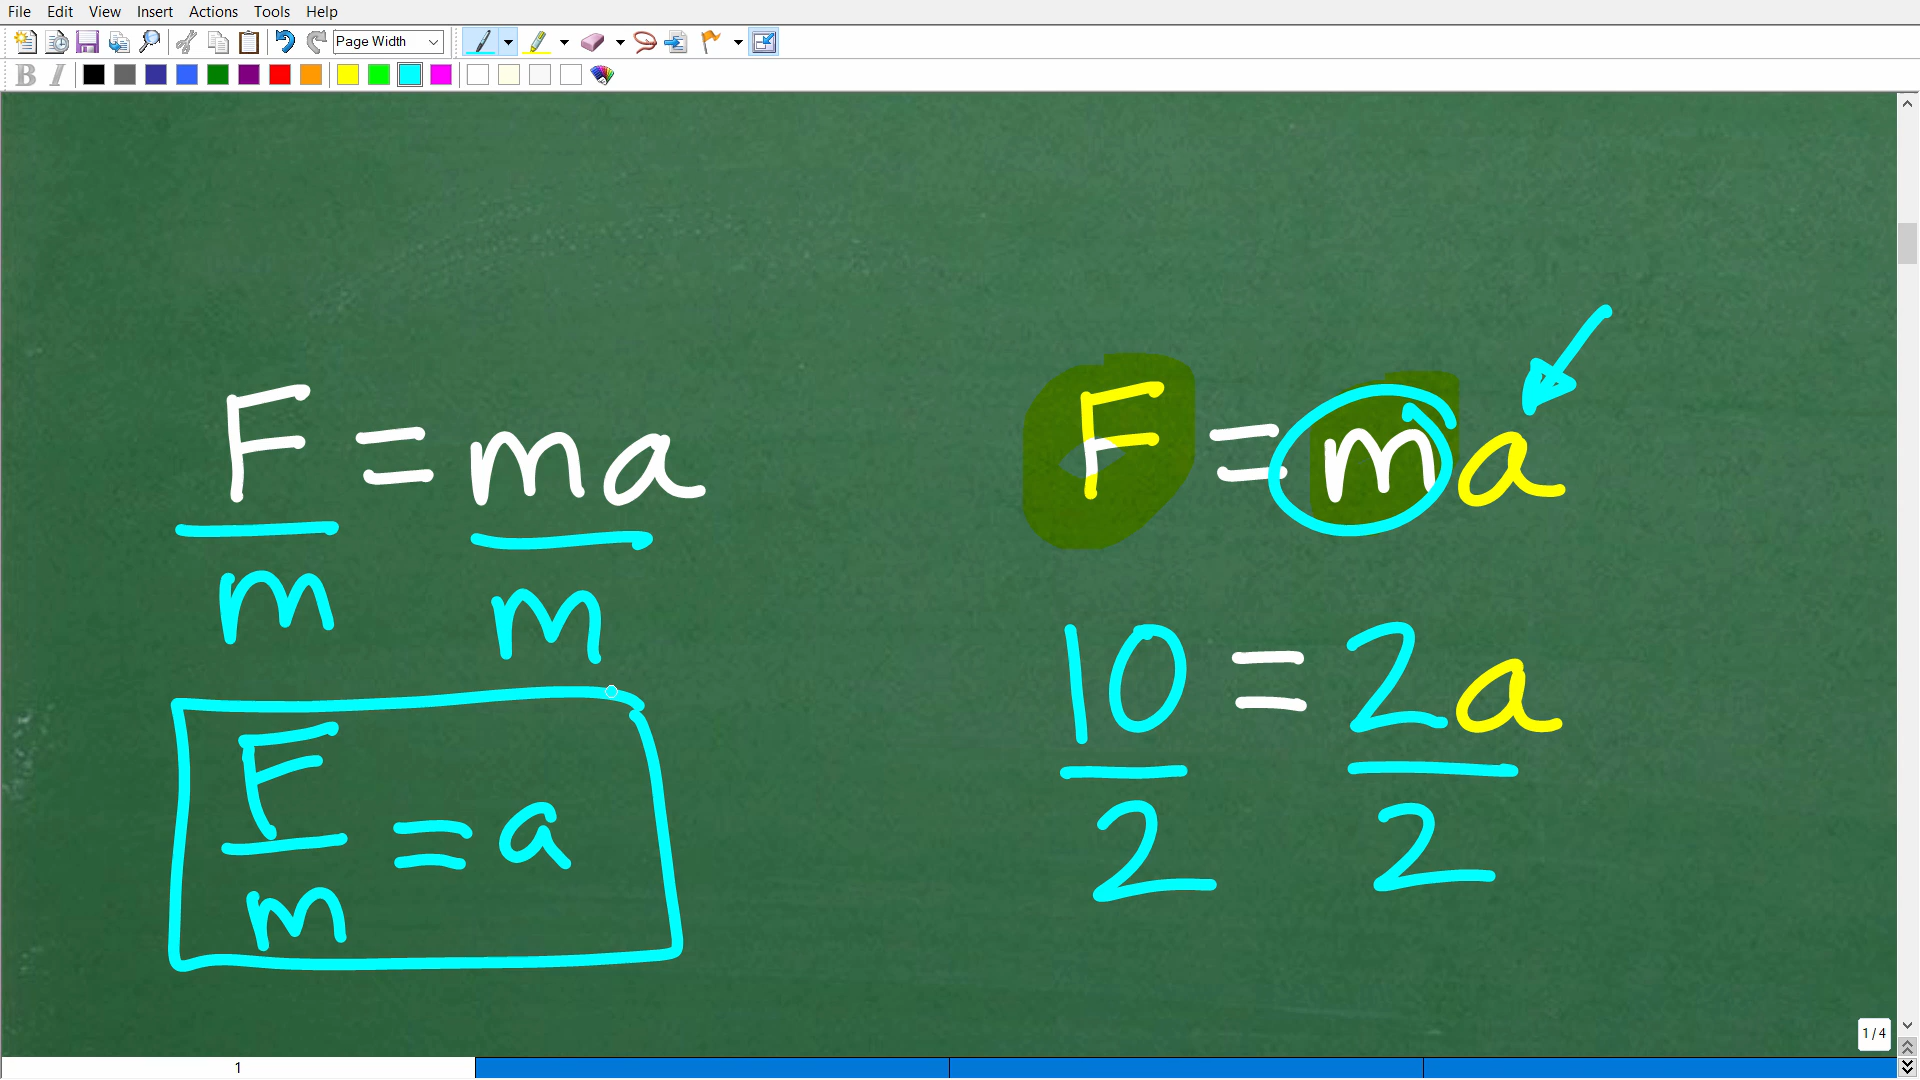 File Edit View Insert Actions Tools Help
Page Width
B I
F = ma
m m
F
m = a
F = ma
10 = 2a
2 2
1 / 4
1